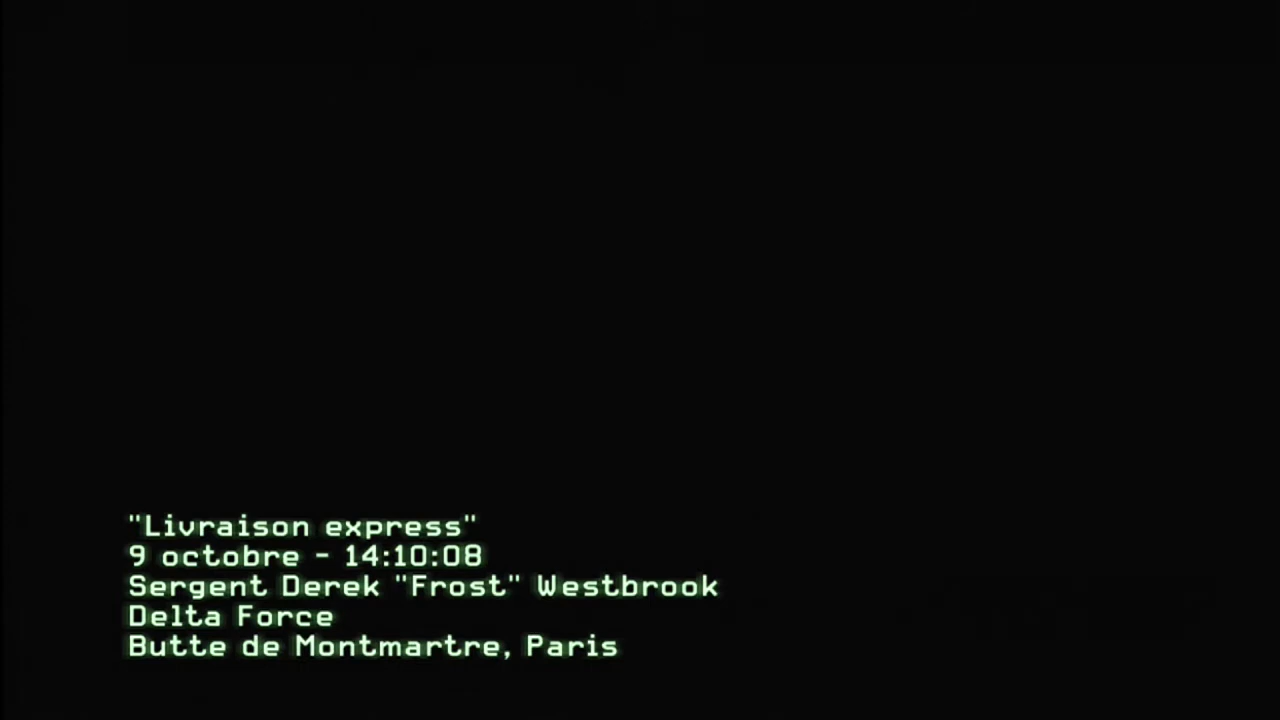 "Livraison express"
9 octobre - 14:10:08
Sergent Derek "Frost" Westbrook
Delta Force
Butte de Montmartre, Paris